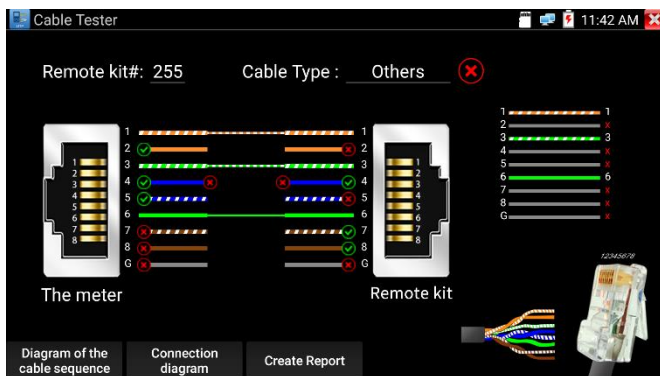 Cable Tester
11:42 AM
Remote kit#: 255 Cable Type : Others
1 1
2 2
3 3
4 4
5 5
6 6
7 7
8 8
G G
1
2
3
4
5
6
7
8
1
2
3
4
5
6
7
8
The meter
Remote kit
1 1
2 x
3 3
4 x
5 x
6 6
7 x
8 x
G x
12345678
Diagram of the
cable sequence
Connection
diagram
Create Report